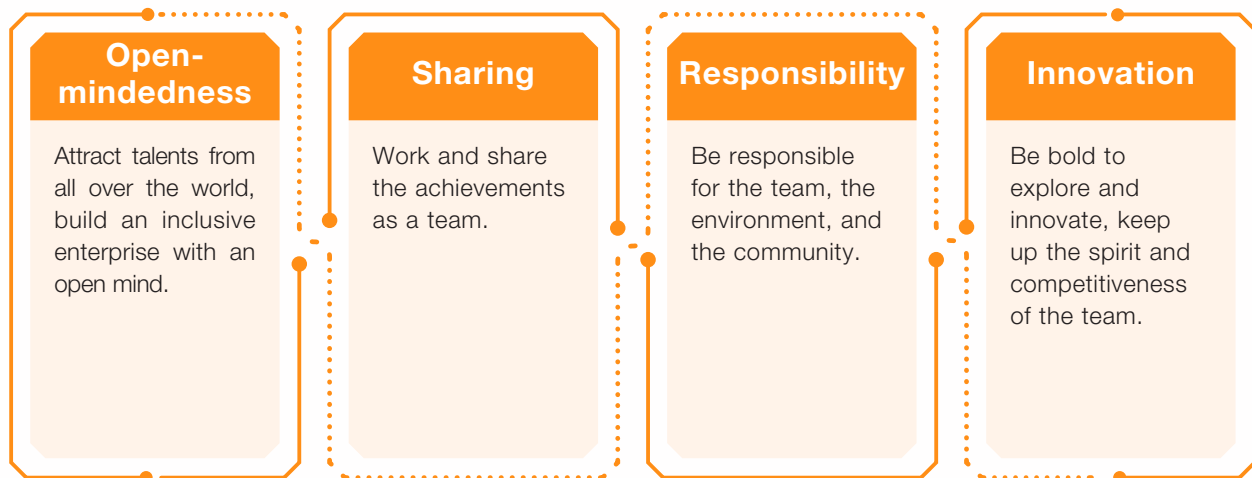 Open-
mindedness
Attract talents from
all over the world,
build an inclusive
enterprise with an
open mind.
Sharing
Work and share
the achievements
as a team.
Responsibility
Be responsible
for the team, the
environment, and
the community.
Innovation
Be bold to
explore and
innovate, keep
up the spirit and
competitiveness
of the team.